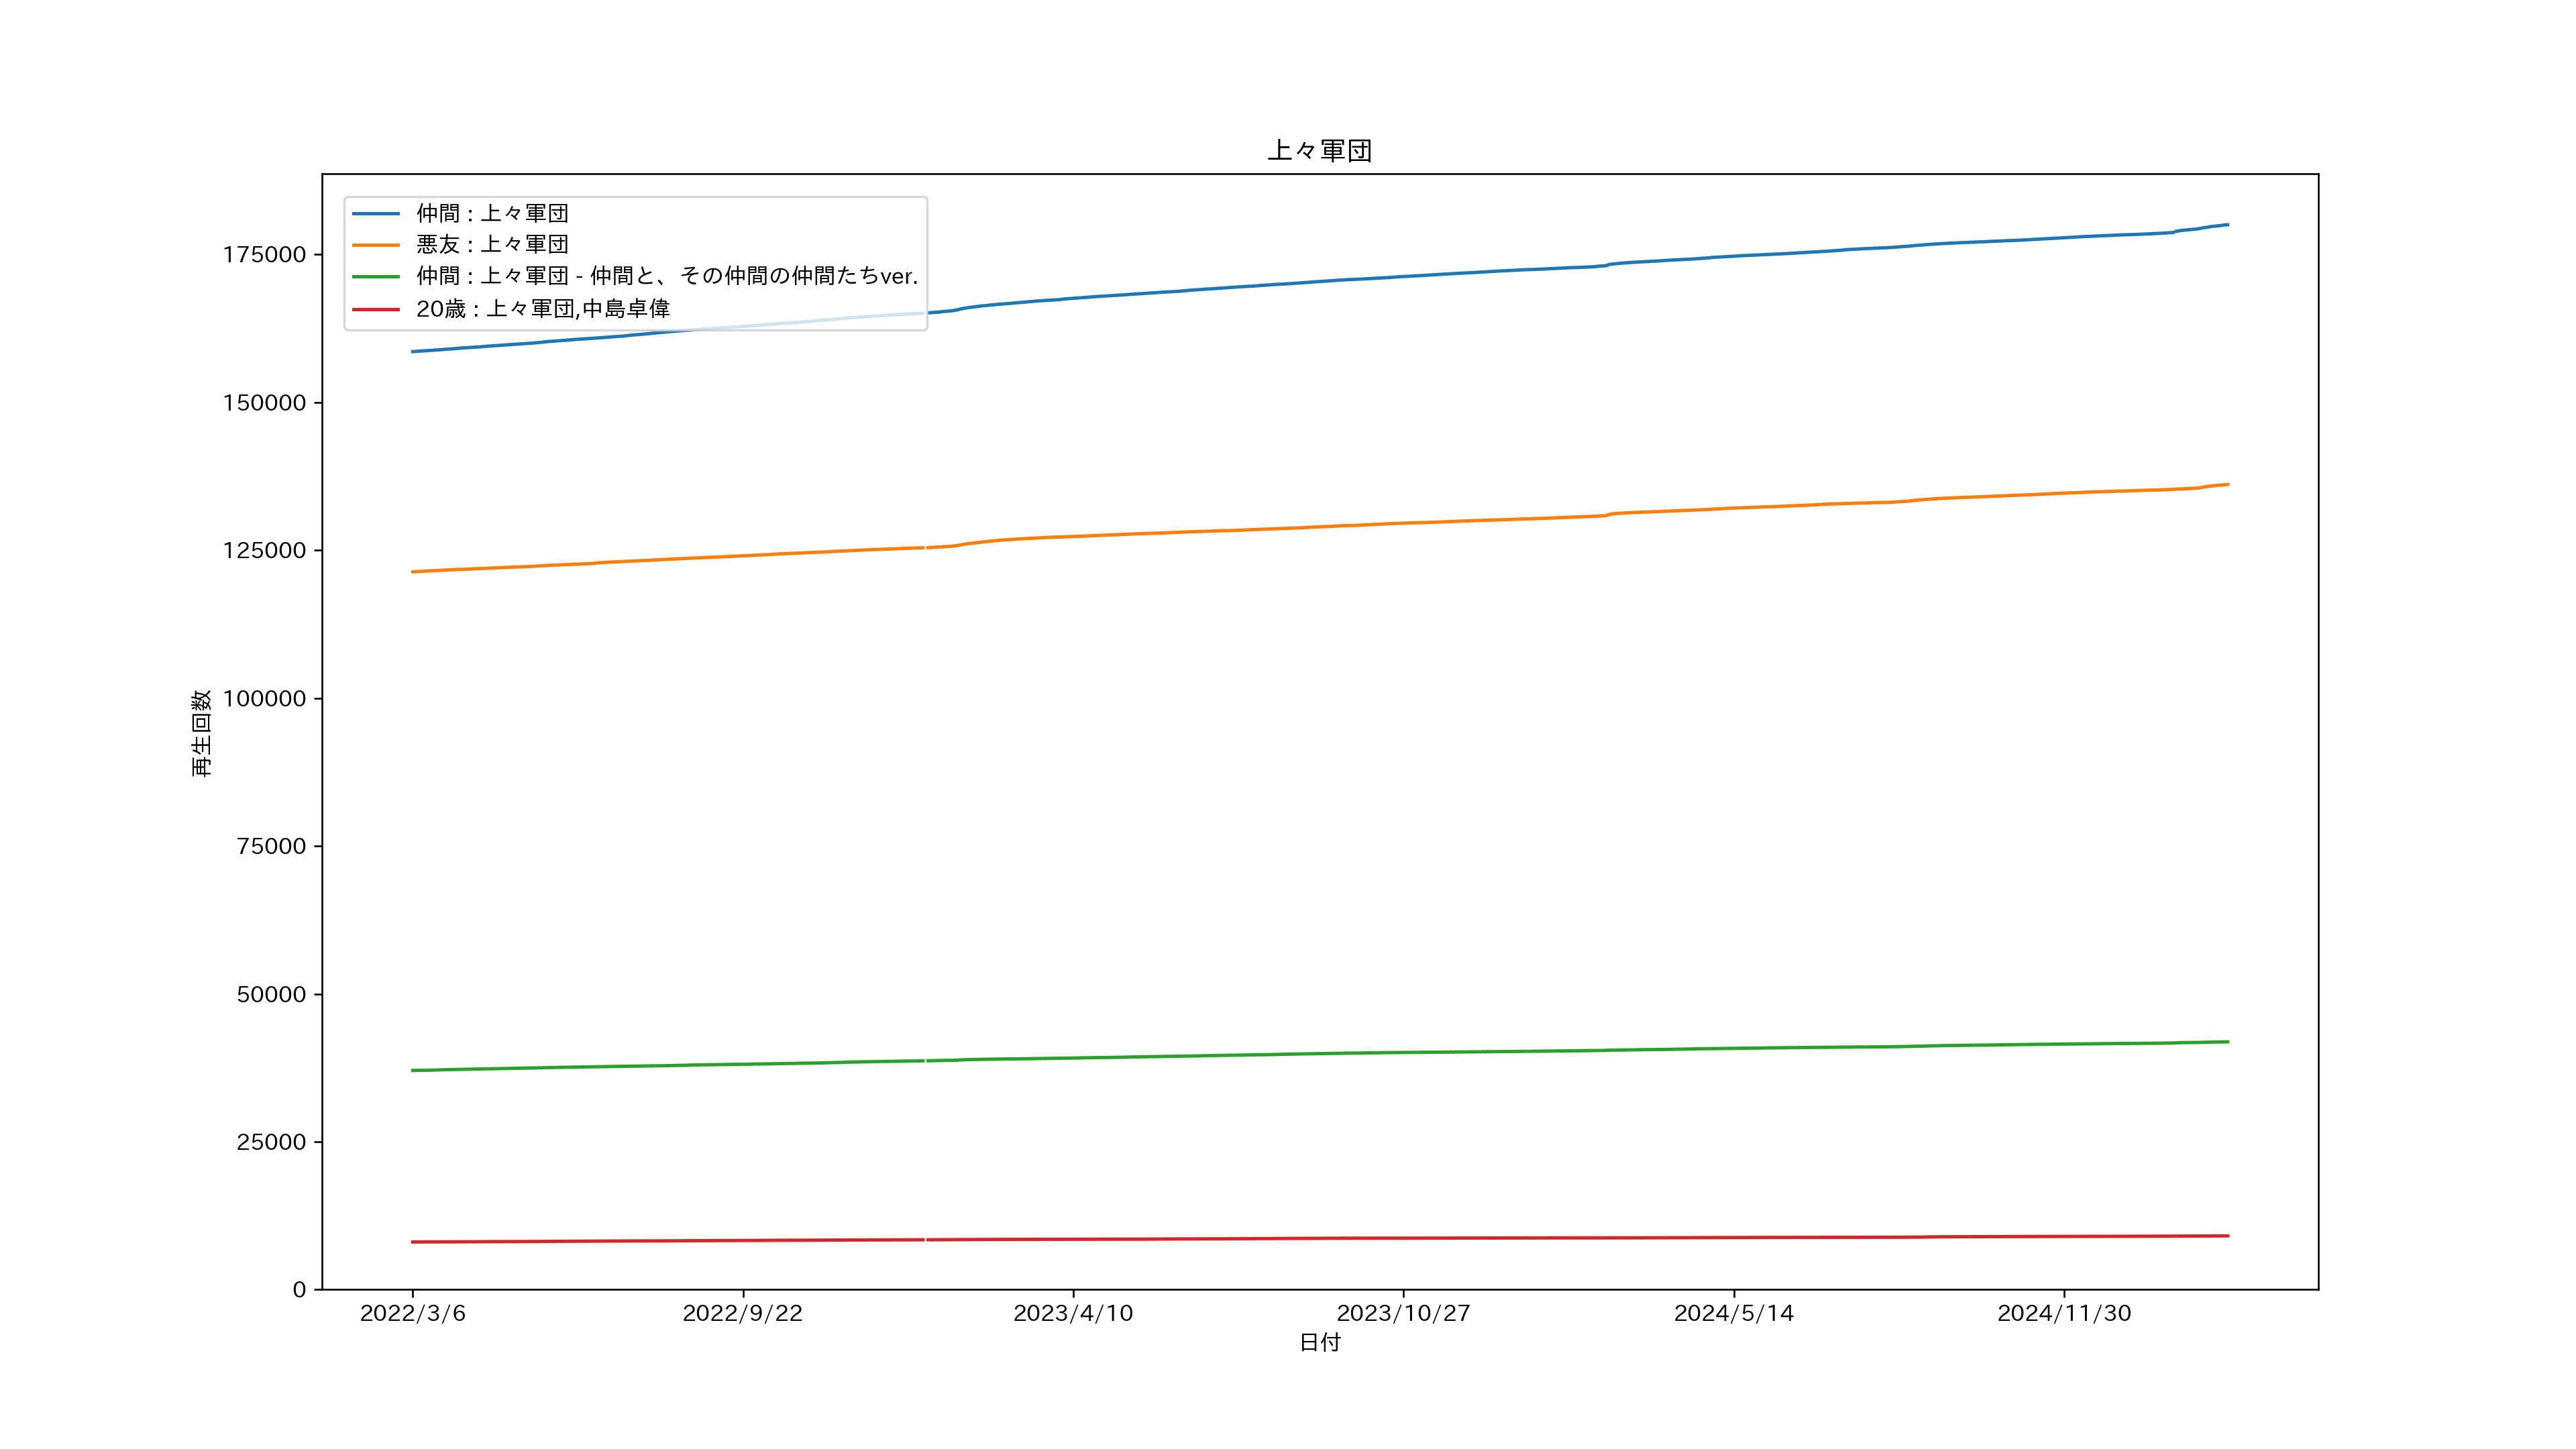 上々軍団
仲間 : 上々軍団
悪友 : 上々軍団
仲間 : 上々軍団 - 仲間と、その仲間の仲間たちver.
20歳 : 上々軍団,中島卓偉
175000
150000
125000
100000
75000
50000
25000
0
再生回数
2022/3/6
2022/9/22
2023/4/10
2023/10/27
2024/5/14
2024/11/30
日付